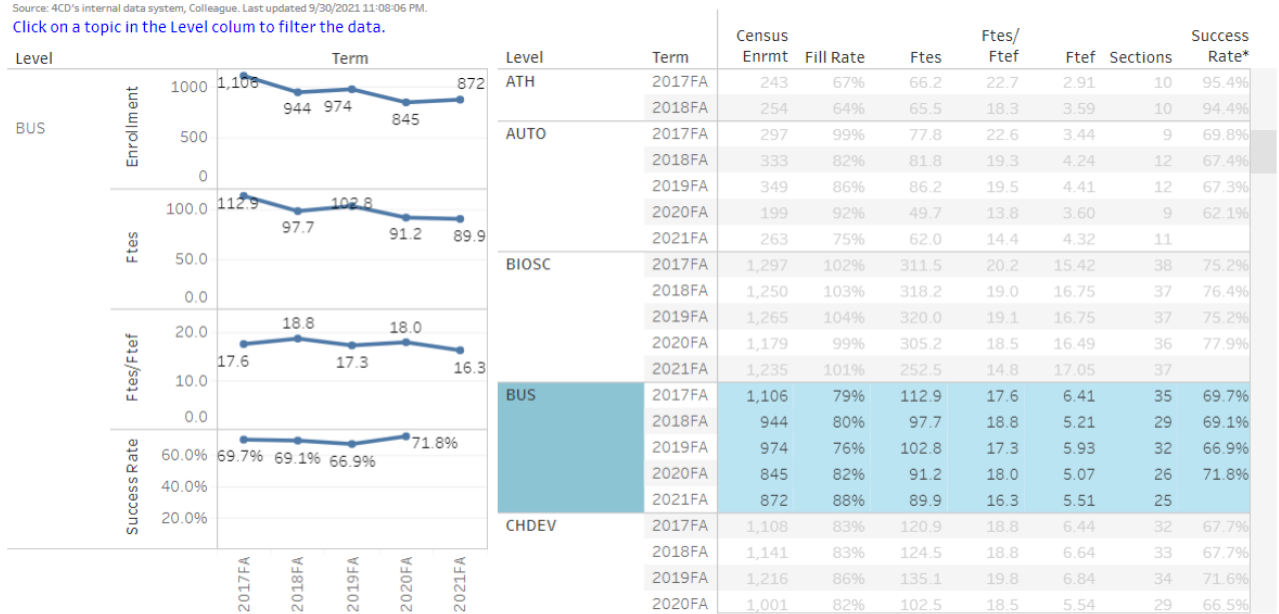 Source: 4CD's internal data system, Colleague. Last updated 9/30/2021 11:08:06 PM.
Click on a topic in the Level colum to filter the data.
Level Term
BUS
Enrollment
1000
500
0
1,106 944 974 845 872
Ftes
100.0
50.0
0.0
112.9 97.7 102.8 91.2 89.9
Ftes/Ftef
20.0
10.0
0.0
17.6 18.8 17.3 18.0 16.3
Success Rate
60.0%
40.0%
20.0%
69.7% 69.1% 66.9% 71.8%
2017FA 2018FA 2019FA 2020FA 2021FA
Level Term Census Enrmt Fill Rate Ftes Ftes/ Ftef Ftef Sections Success Rate*
ATH 2017FA 243 67% 66.2 22.7 2.91 10 95.4%
2018FA 254 64% 65.5 18.3 3.59 10 94.4%
AUTO 2017FA 297 99% 77.8 22.6 3.44 9 69.8%
2018FA 333 82% 81.8 19.3 4.24 12 67.4%
2019FA 349 86% 86.2 19.5 4.41 12 67.3%
2020FA 199 92% 49.7 13.8 3.60 9 62.1%
2021FA 263 75% 62.0 14.4 4.32 11
BIOSC 2017FA 1,297 102% 311.5 20.2 15.42 38 75.2%
2018FA 1,250 103% 318.2 19.0 16.75 37 76.4%
2019FA 1,265 104% 320.0 19.1 16.75 37 75.2%
2020FA 1,179 99% 305.2 18.5 16.49 36 77.9%
2021FA 1,235 101% 252.5 14.8 17.05 37
BUS 2017FA 1,106 79% 112.9 17.6 6.41 35 69.7%
2018FA 944 80% 97.7 18.8 5.21 29 69.1%
2019FA 974 76% 102.8 17.3 5.93 32 66.9%
2020FA 845 82% 91.2 18.0 5.07 26 71.8%
2021FA 872 88% 89.9 16.3 5.51 25
CHDEV 2017FA 1,108 83% 120.9 18.8 6.44 32 67.7%
2018FA 1,141 83% 124.5 18.8 6.64 33 67.7%
2019FA 1,216 86% 135.1 19.8 6.84 34 71.6%
2020FA 1,001 82% 102.5 18.5 5.54 29 66.5%